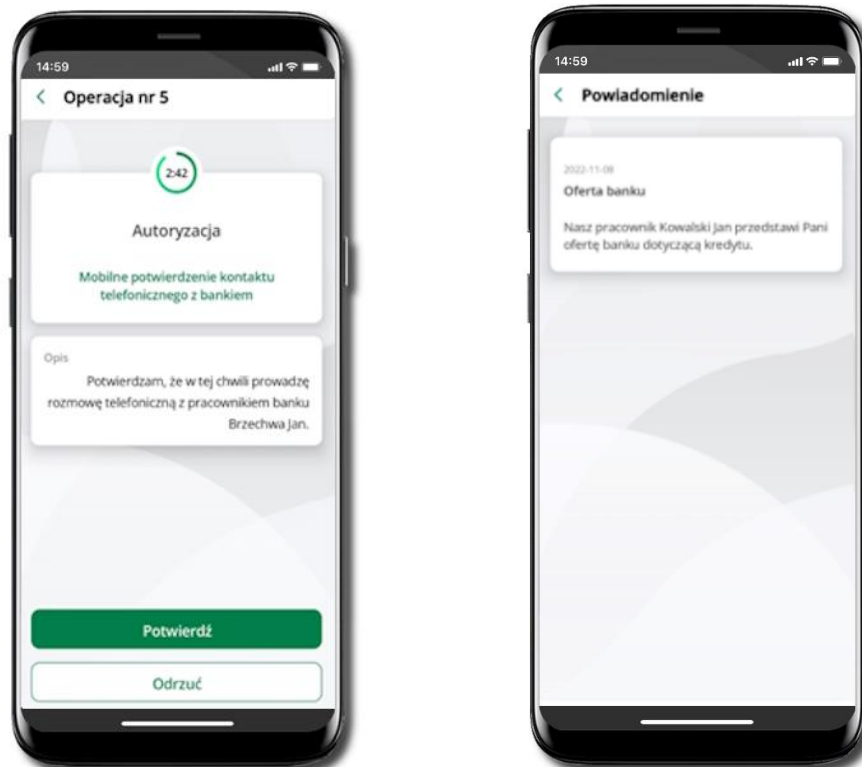 14:59
Operacja nr 5
2:42
Autoryzacja
Mobilne potwierdzenie kontaktu
telefonicznego z bankiem
Opis
Potwierdzam, że w tej chwili prowadzę
rozmowę telefoniczną z pracownikiem banku
Brzechwa Jan.
Potwierdź
Odrzuć
14:59
Powiadomienie
2022-11-08
Oferta banku
Nasz pracownik Kowalski Jan przedstawi Pani
ofertę banku dotyczącą kredytu.